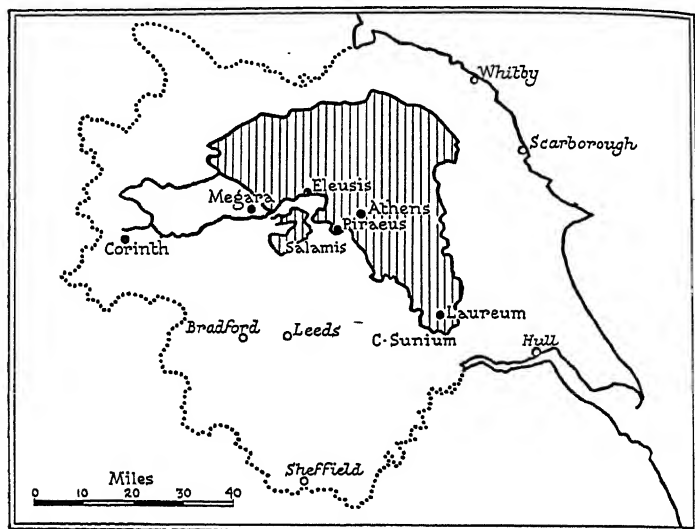 Whitby
Scarborough
Eleusis
Megara
Athens
Piraeus
Corinth
Salamis
Laureum
Bradford
Leeds
C. Sunium
Hull
Sheffield
Miles
0 10 20 30 40